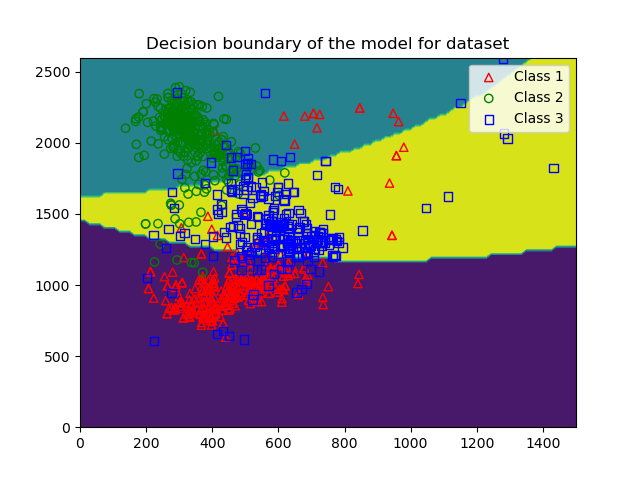 Decision boundary of the model for dataset
Class 1
Class 2
Class 3
2500
2000
1500
1000
500
0
0 200 400 600 800 1000 1200 1400